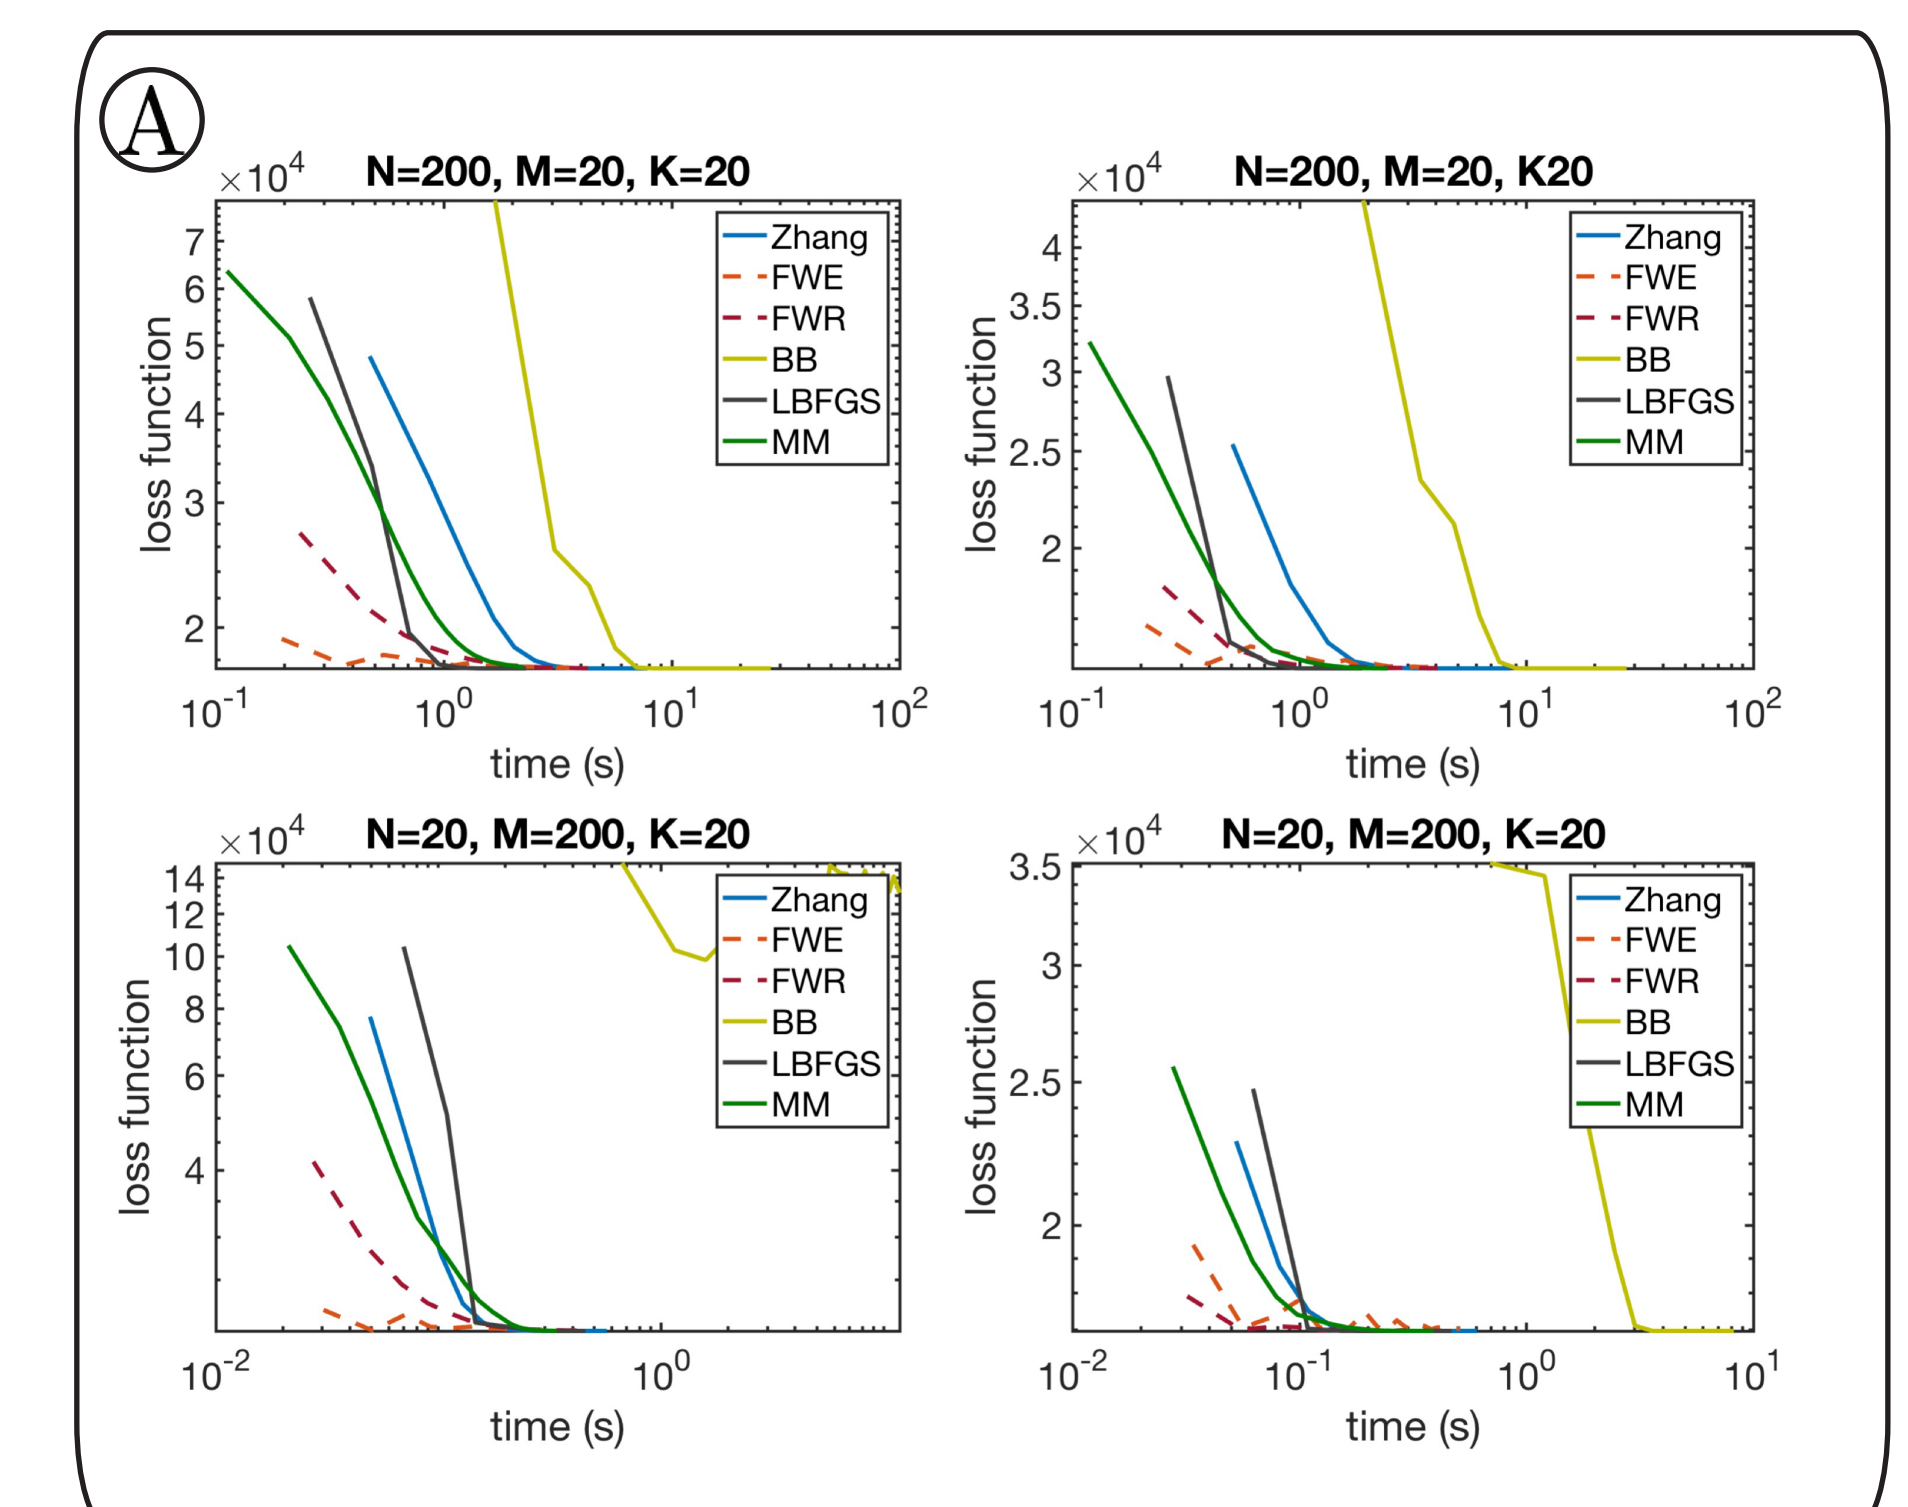 A
×10^4 N=200, M=20, K=20
7
6
5
4
3
2
loss function
Zhang
FWE
FWR
BB
LBFGS
MM
10^-1 10^0 10^1 10^2
time (s)
×10^4 N=200, M=20, K20
4
3.5
3
2.5
2
loss function
Zhang
FWE
FWR
BB
LBFGS
MM
10^-1 10^0 10^1 10^2
time (s)
×10^4 N=20, M=200, K=20
14
12
10
8
6
4
loss function
Zhang
FWE
FWR
BB
LBFGS
MM
10^-2 10^0
time (s)
×10^4 N=20, M=200, K=20
3.5
3
2.5
2
loss function
Zhang
FWE
FWR
BB
LBFGS
MM
10^-2 10^-1 10^0 10^1
time (s)